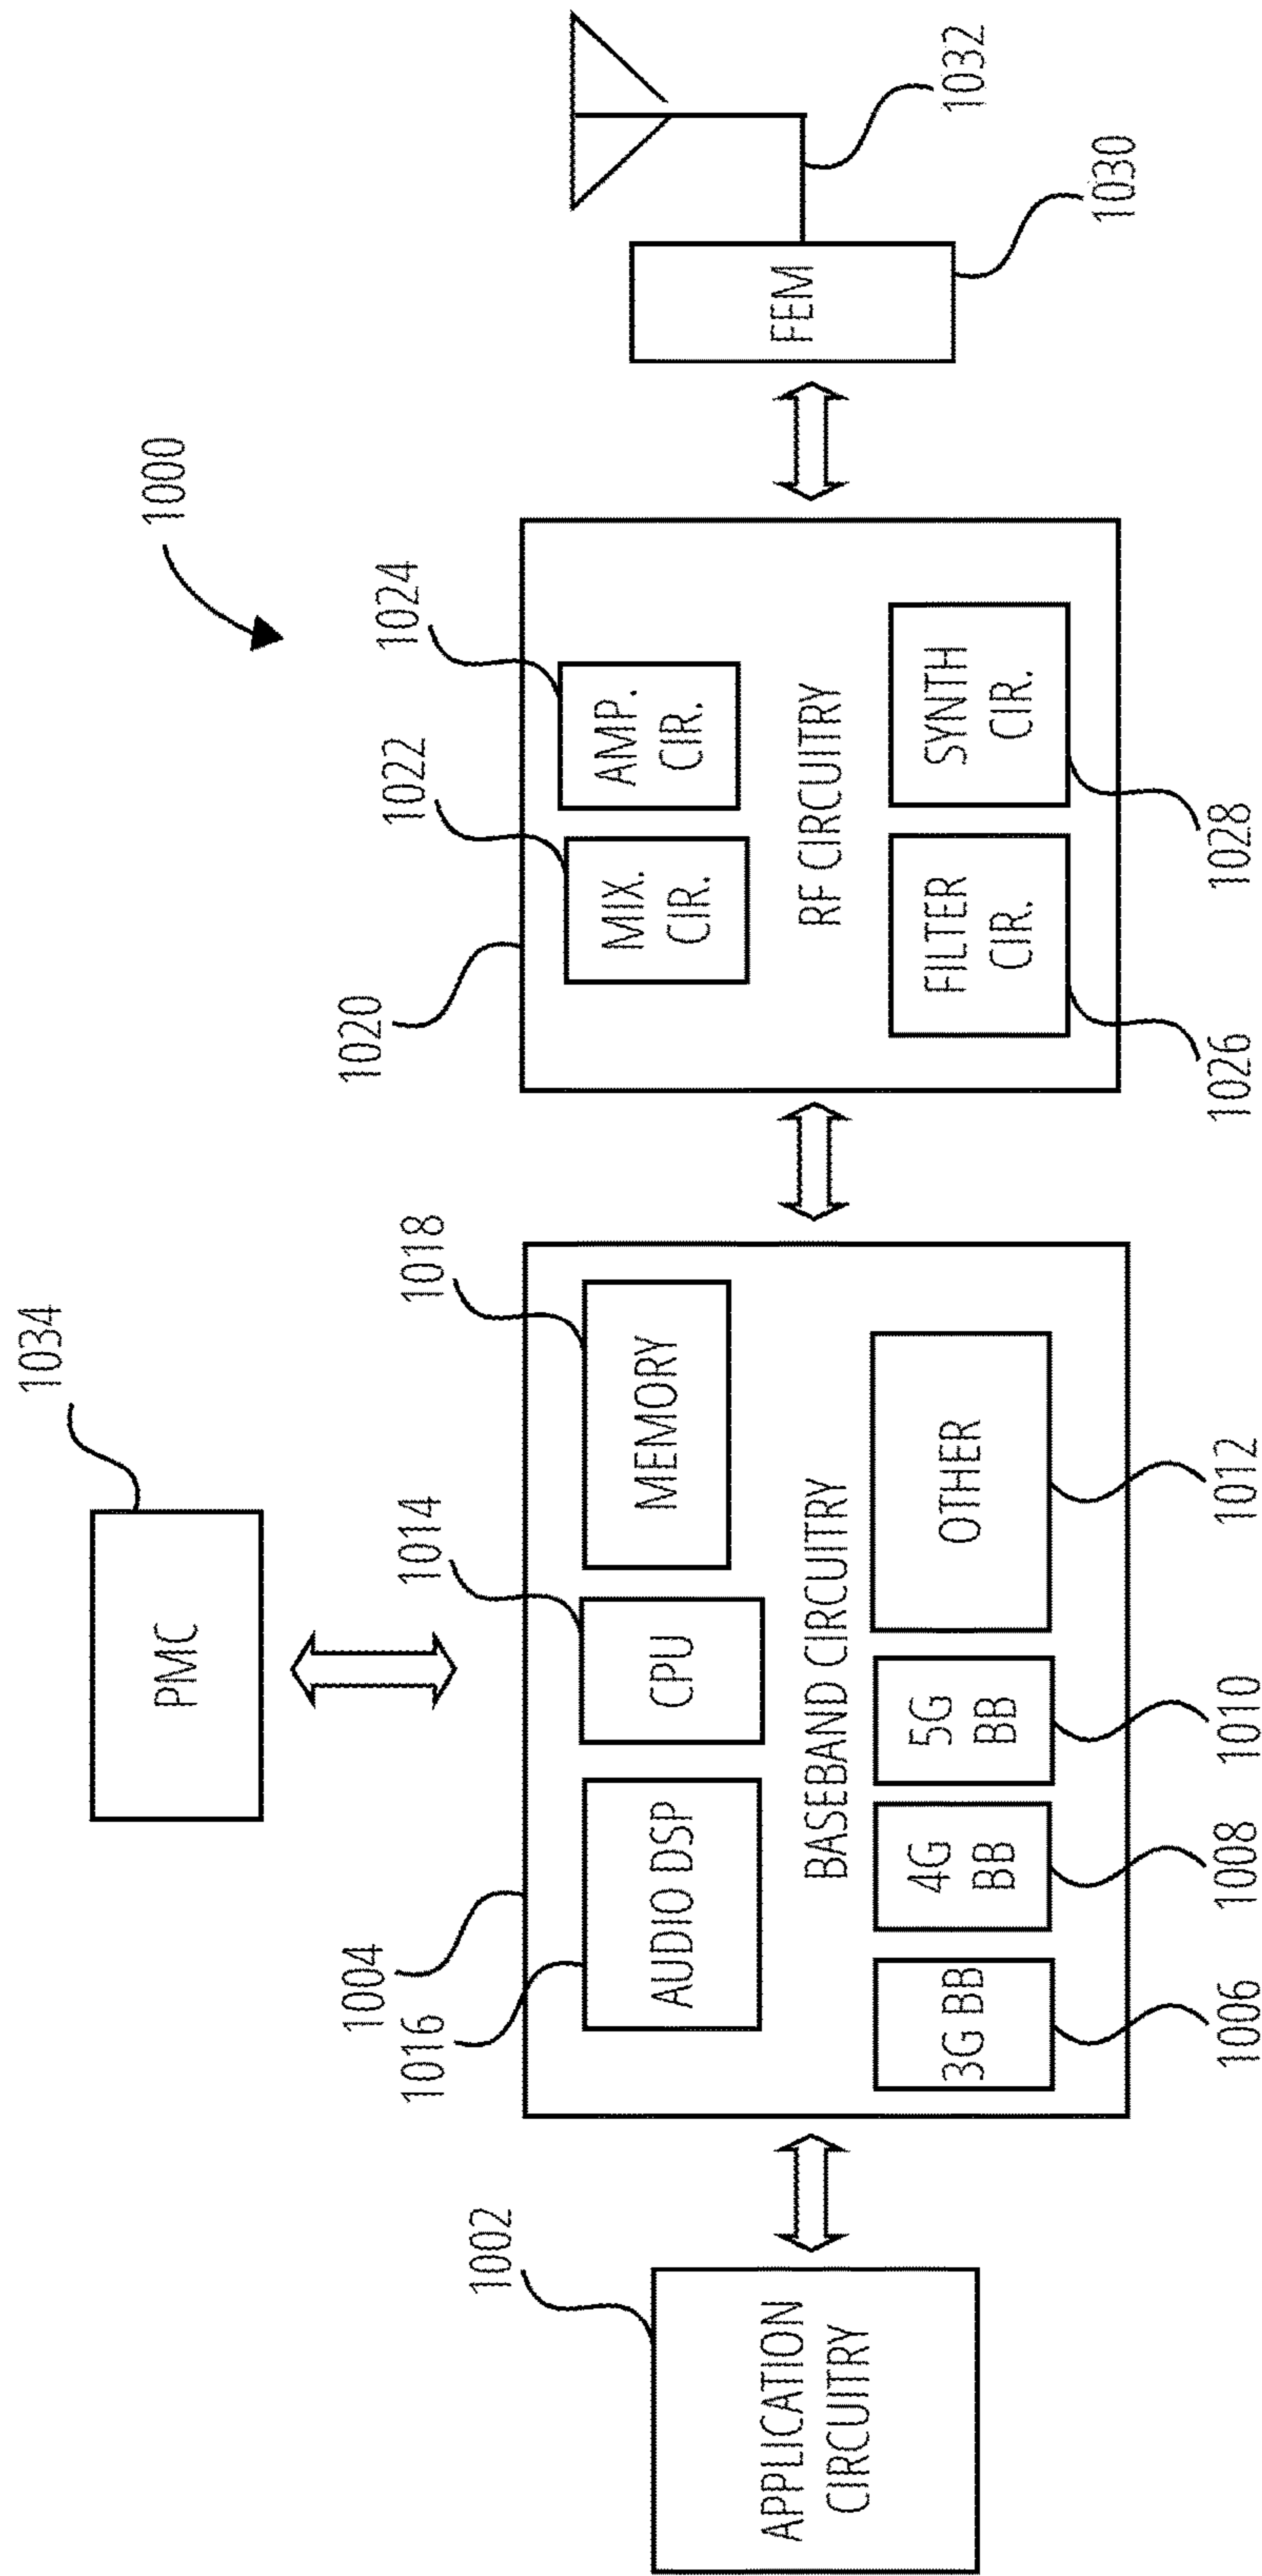 1034
PMC
1000
1002
APPLICATION
CIRCUITRY
1004
1016
AUDIO DSP
1014
CPU
1018
MEMORY
BASEBAND CIRCUITRY
3G BB
4G
BB
5G
BB
OTHER
1006
1008
1010
1012
1020
1022
MIX.
CIR.
1024
AMP.
CIR.
RF CIRCUITRY
FILTER
CIR.
SYNTH
CIR.
1026
1028
FEM
1032
1030